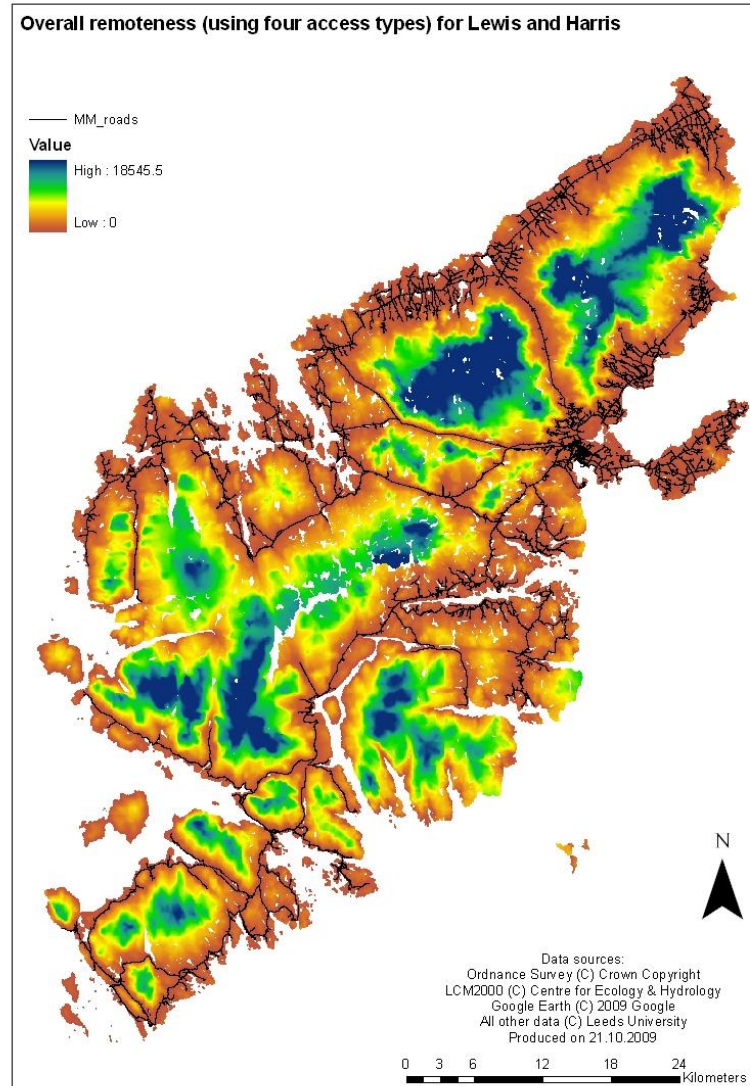 Overall remoteness (using four access types) for Lewis and Harris
MM_roads
Value
High : 18545.5
Low : 0
N
Data sources:
Ordnance Survey (C) Crown Copyright
LCM2000 (C) Centre for Ecology & Hydrology
Google Earth (C) 2009 Google
All other data (C) Leeds University
Produced on 21.10.2009
0 3 6 12 18 24
Kilometers